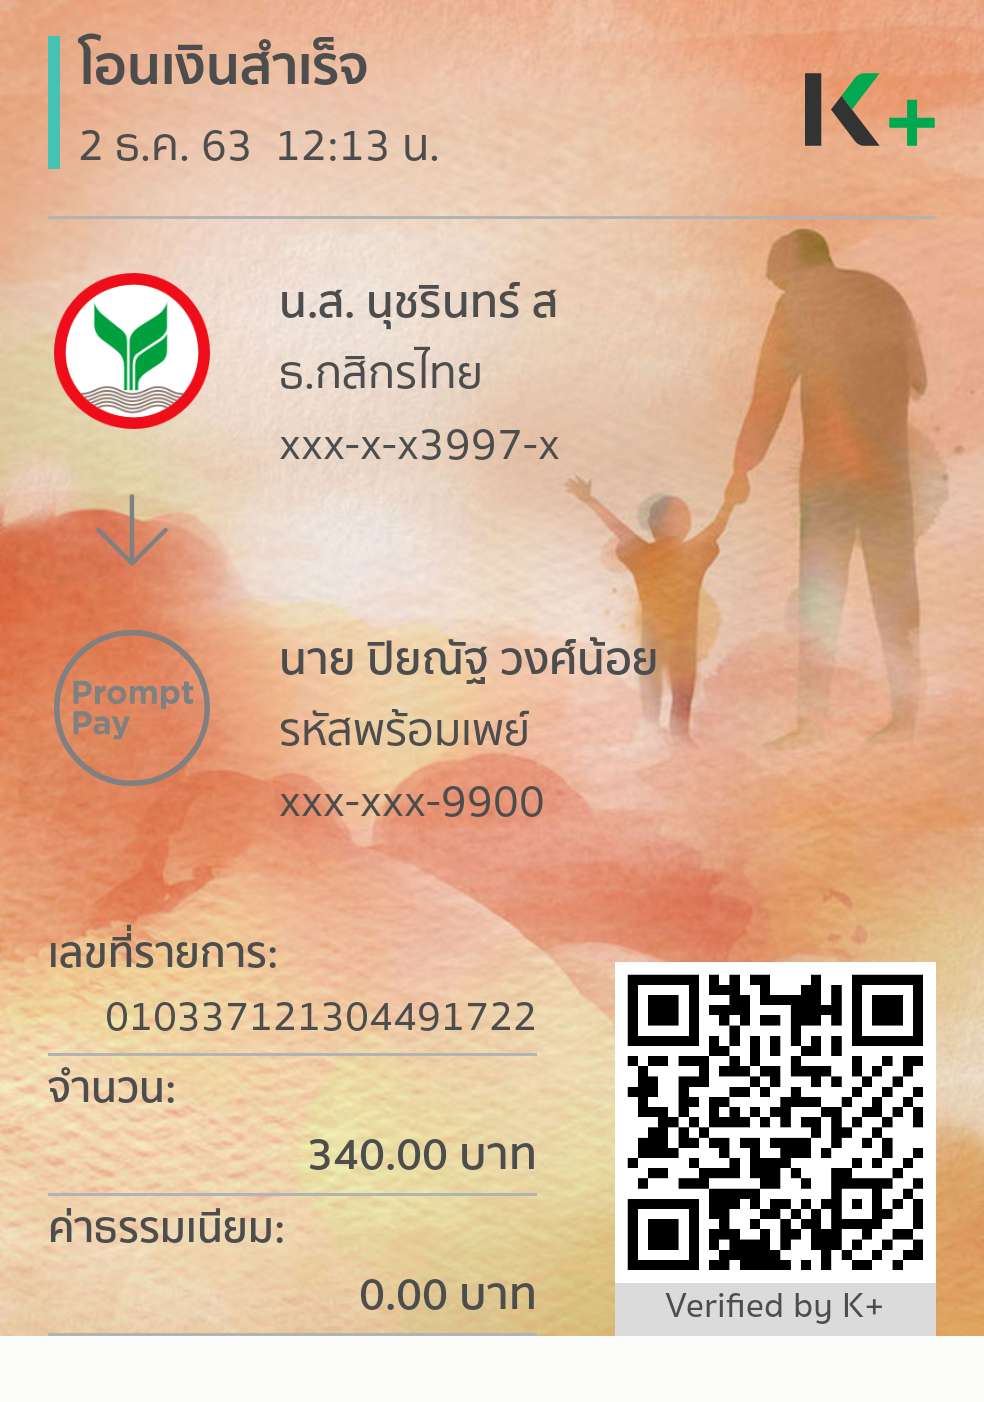 โอนเงินสำเร็จ
2 ธ.ค. 63 12:13 น.
K+
น.ส. นุชรินทร์ ส
ธ.กสิกรไทย
xxx-x-x3997-x
Prompt
Pay
นาย ปิยณัฐ วงศ์น้อย
รหัสพร้อมเพย์
xxx-xxx-9900
เลขที่รายการ:
010337121304491722
จำนวน:
340.00 บาท
ค่าธรรมเนียม:
0.00 บาท
Verified by K+